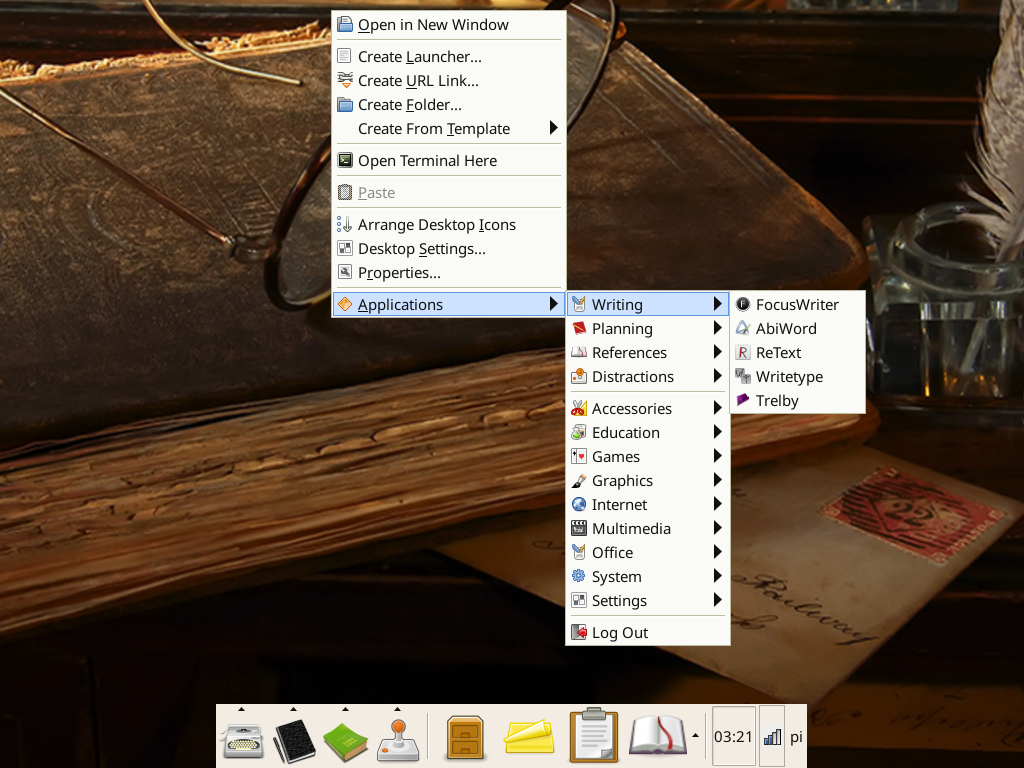 Open in New Window
Create Launcher...
Create URL Link...
Create Folder...
Create From Template
Open Terminal Here
Paste
Arrange Desktop Icons
Desktop Settings...
Properties...
Applications
Writing
Planning
References
Distractions
Accessories
Education
Games
Graphics
Internet
Multimedia
Office
System
Settings
Log Out
FocusWriter
AbiWord
ReText
Writetype
Trelby
03:21
pi